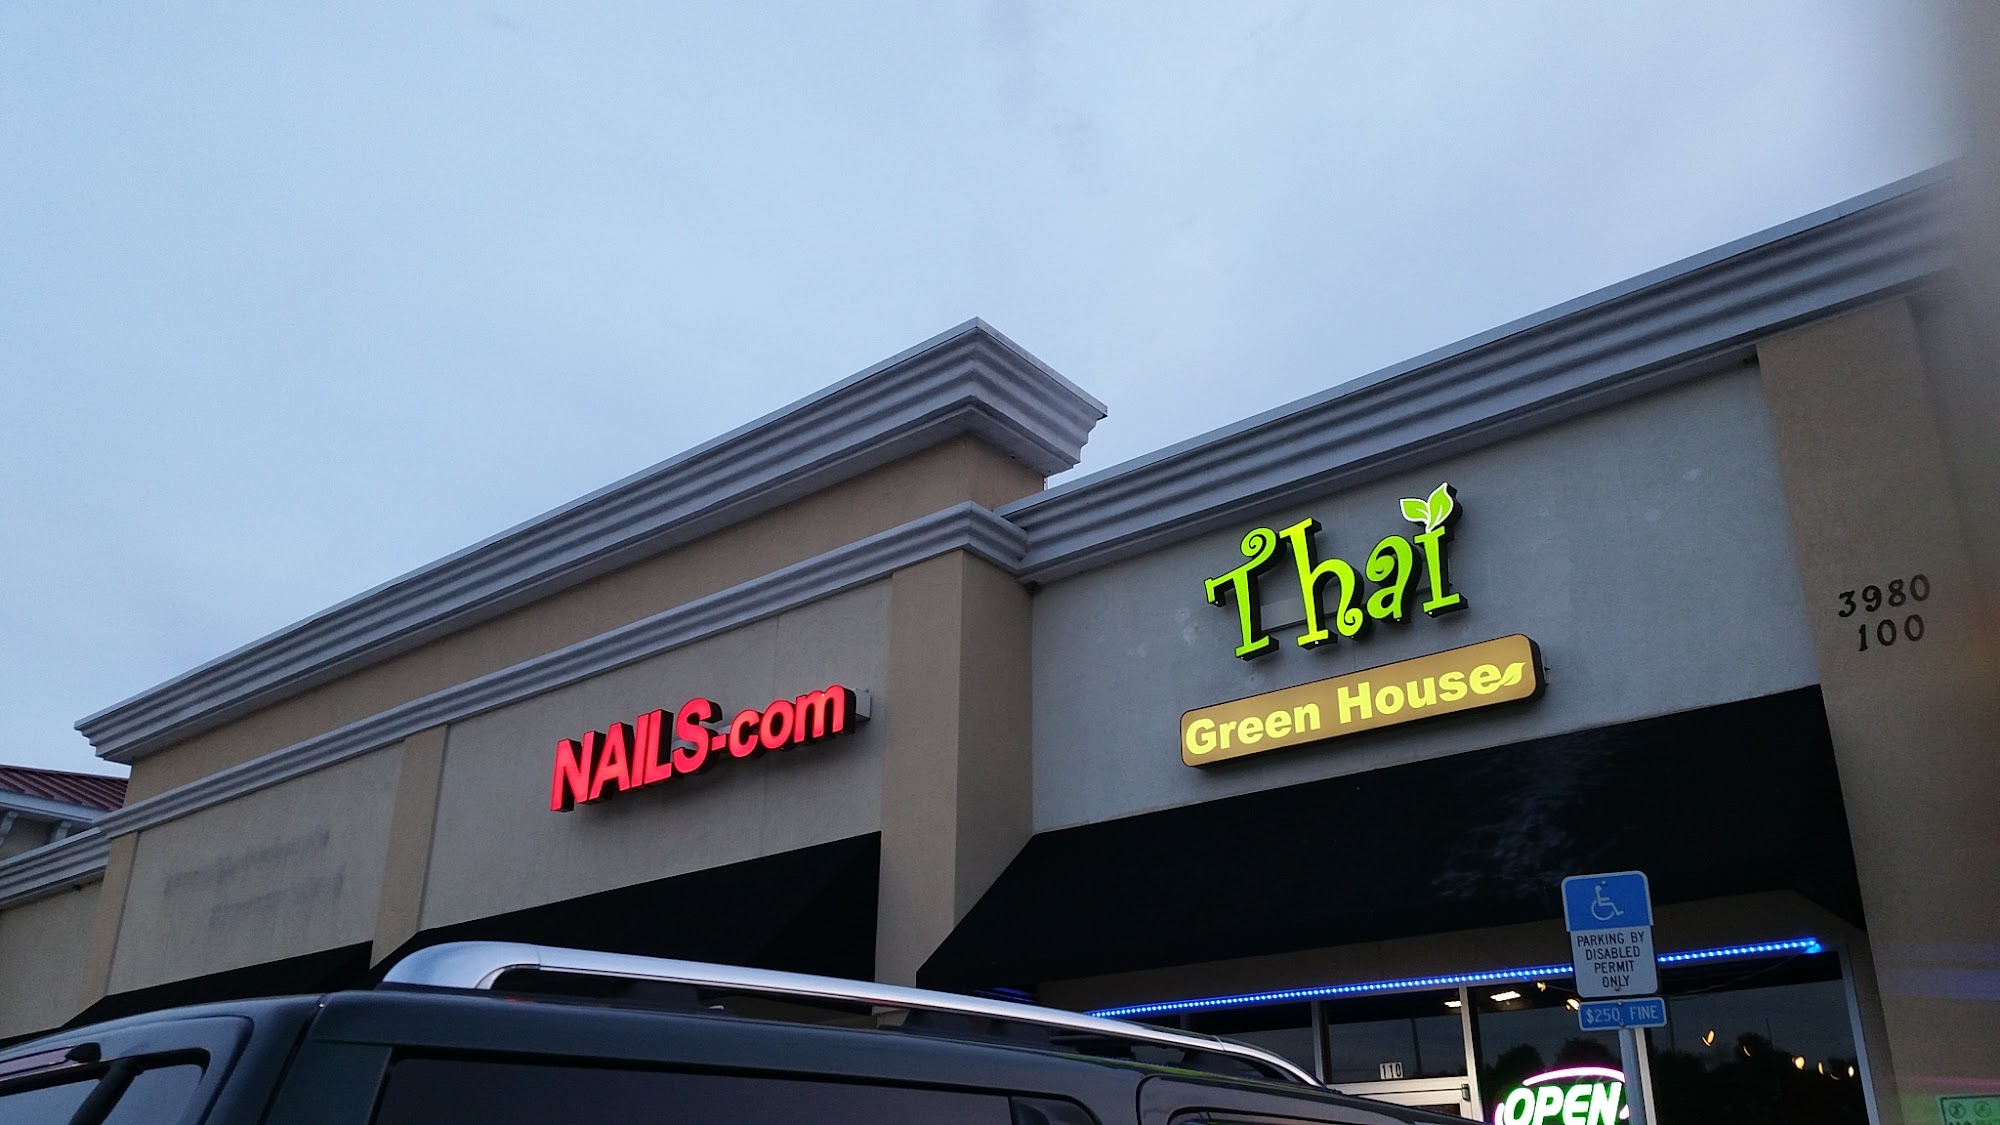 NAILS-com
Thai
Green House
3980
100
PARKING BY
DISABLED
PERMIT
ONLY
$250 FINE
110
OPEN